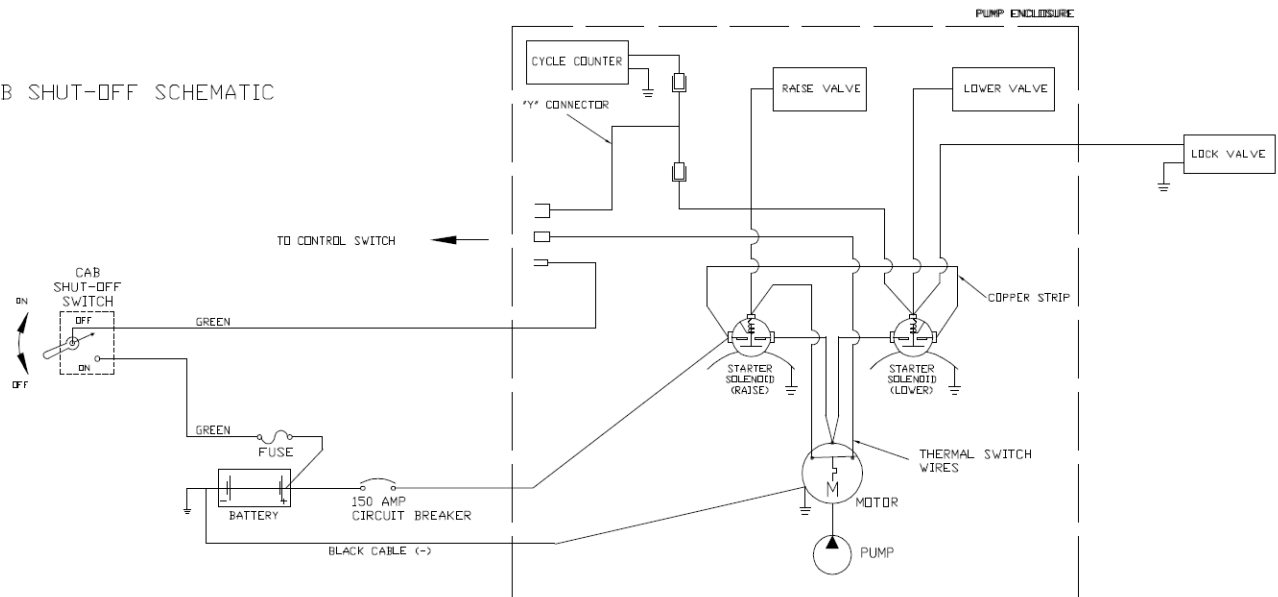 PUMP ENCLOSURE
CYCLE COUNTER
RAISE VALVE
LOWER VALVE
B SHUT-OFF SCHEMATIC
"Y" CONNECTOR
LOCK VALVE
TO CONTROL SWITCH
CAB
SHUT-OFF
SWITCH
ON
OFF
ON
OFF
GREEN
COPPER STRIP
STARTER
SOLENOID
(RAISE)
STARTER
SOLENOID
(LOWER)
GREEN
FUSE
THERMAL SWITCH
WIRES
- +
BATTERY
150 AMP
CIRCUIT BREAKER
M
MOTOR
BLACK CABLE (-)
PUMP